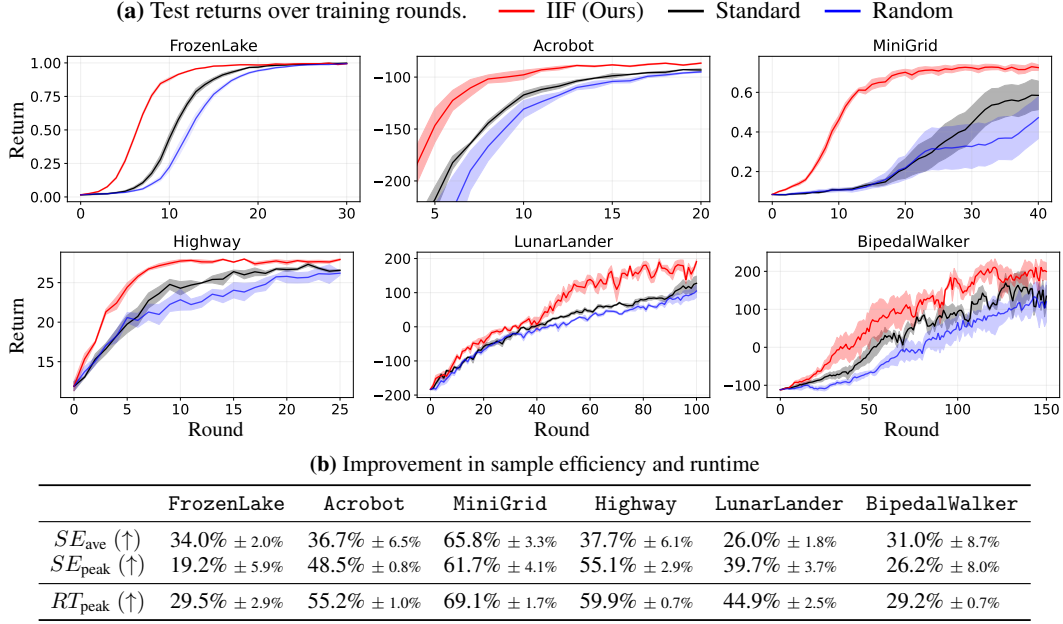 (a) Test returns over training rounds. IIF (Ours) Standard Random
FrozenLake Acrobot MiniGrid
Return
1.00
0.75
0.50
0.25
0.00
0 10 20 30
−100
−150
−200
5 10 15 20
0.6
0.4
0.2
0 10 20 30 40
Highway LunarLander BipedalWalker
Return
25
20
15
0 5 10 15 20 25
200
100
0
−100
−200
0 20 40 60 80 100
200
100
0
−100
0 50 100 150
Round Round Round
(b) Improvement in sample efficiency and runtime
FrozenLake Acrobot MiniGrid Highway LunarLander BipedalWalker
SE_ave (↑) 34.0% ± 2.0% 36.7% ± 6.5% 65.8% ± 3.3% 37.7% ± 6.1% 26.0% ± 1.8% 31.0% ± 8.7%
SE_peak (↑) 19.2% ± 5.9% 48.5% ± 0.8% 61.7% ± 4.1% 55.1% ± 2.9% 39.7% ± 3.7% 26.2% ± 8.0%
RT_peak (↑) 29.5% ± 2.9% 55.2% ± 1.0% 69.1% ± 1.7% 59.9% ± 0.7% 44.9% ± 2.5% 29.2% ± 0.7%